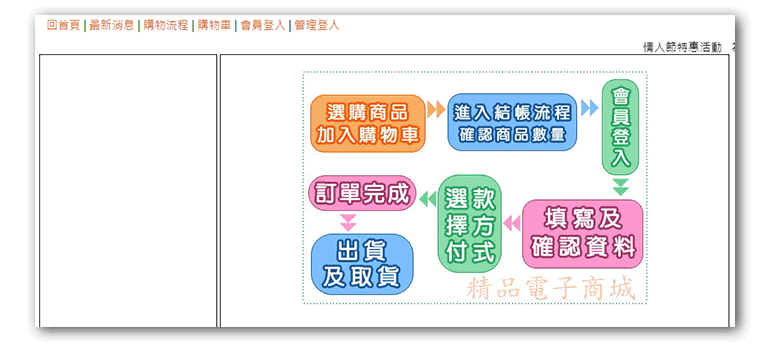 回首頁 | 最新消息 | 購物流程 | 購物車 | 會員登入 | 管理登入
情人節特惠活動
選購商品
加入購物車
進入結帳流程
確認商品數量
會員登入
填寫及
確認資料
選擇付
款方式
訂單完成
出貨
及取貨
精品電子商城